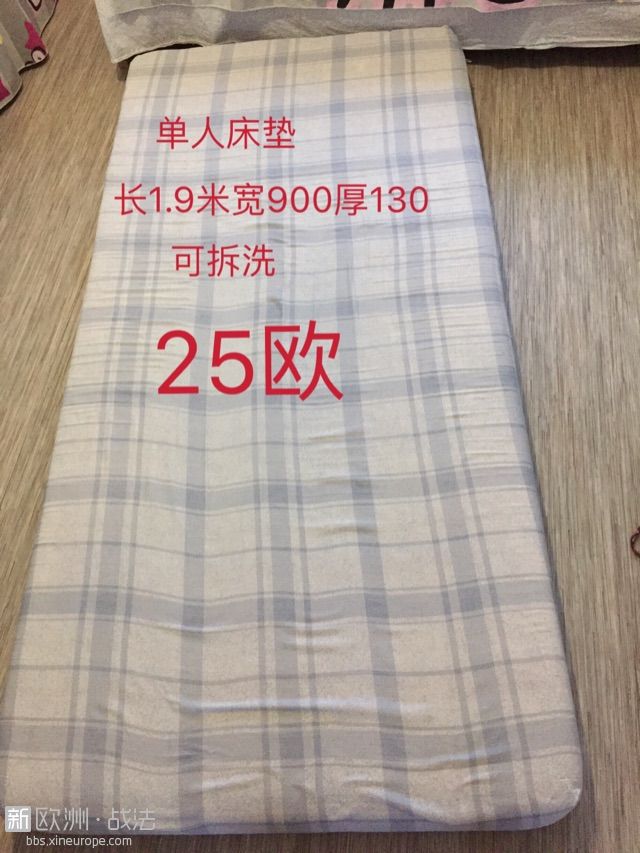 单人床垫
长1.9米宽900厚130
可拆洗
25欧
新欧洲·战法
bbs.xineurope.com